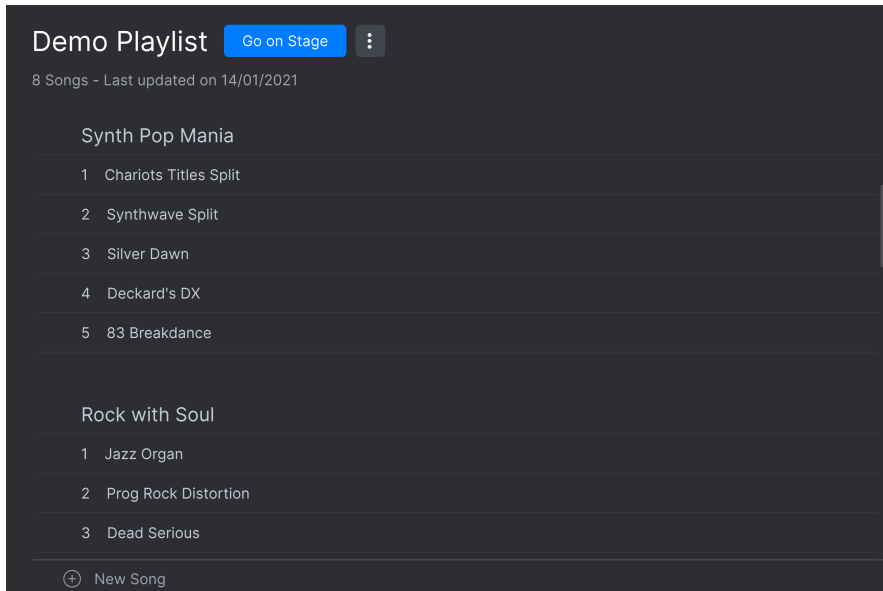 Demo Playlist Go on Stage
8 Songs - Last updated on 14/01/2021
Synth Pop Mania
1 Chariots Titles Split
2 Synthwave Split
3 Silver Dawn
4 Deckard's DX
5 83 Breakdance
Rock with Soul
1 Jazz Organ
2 Prog Rock Distortion
3 Dead Serious
New Song